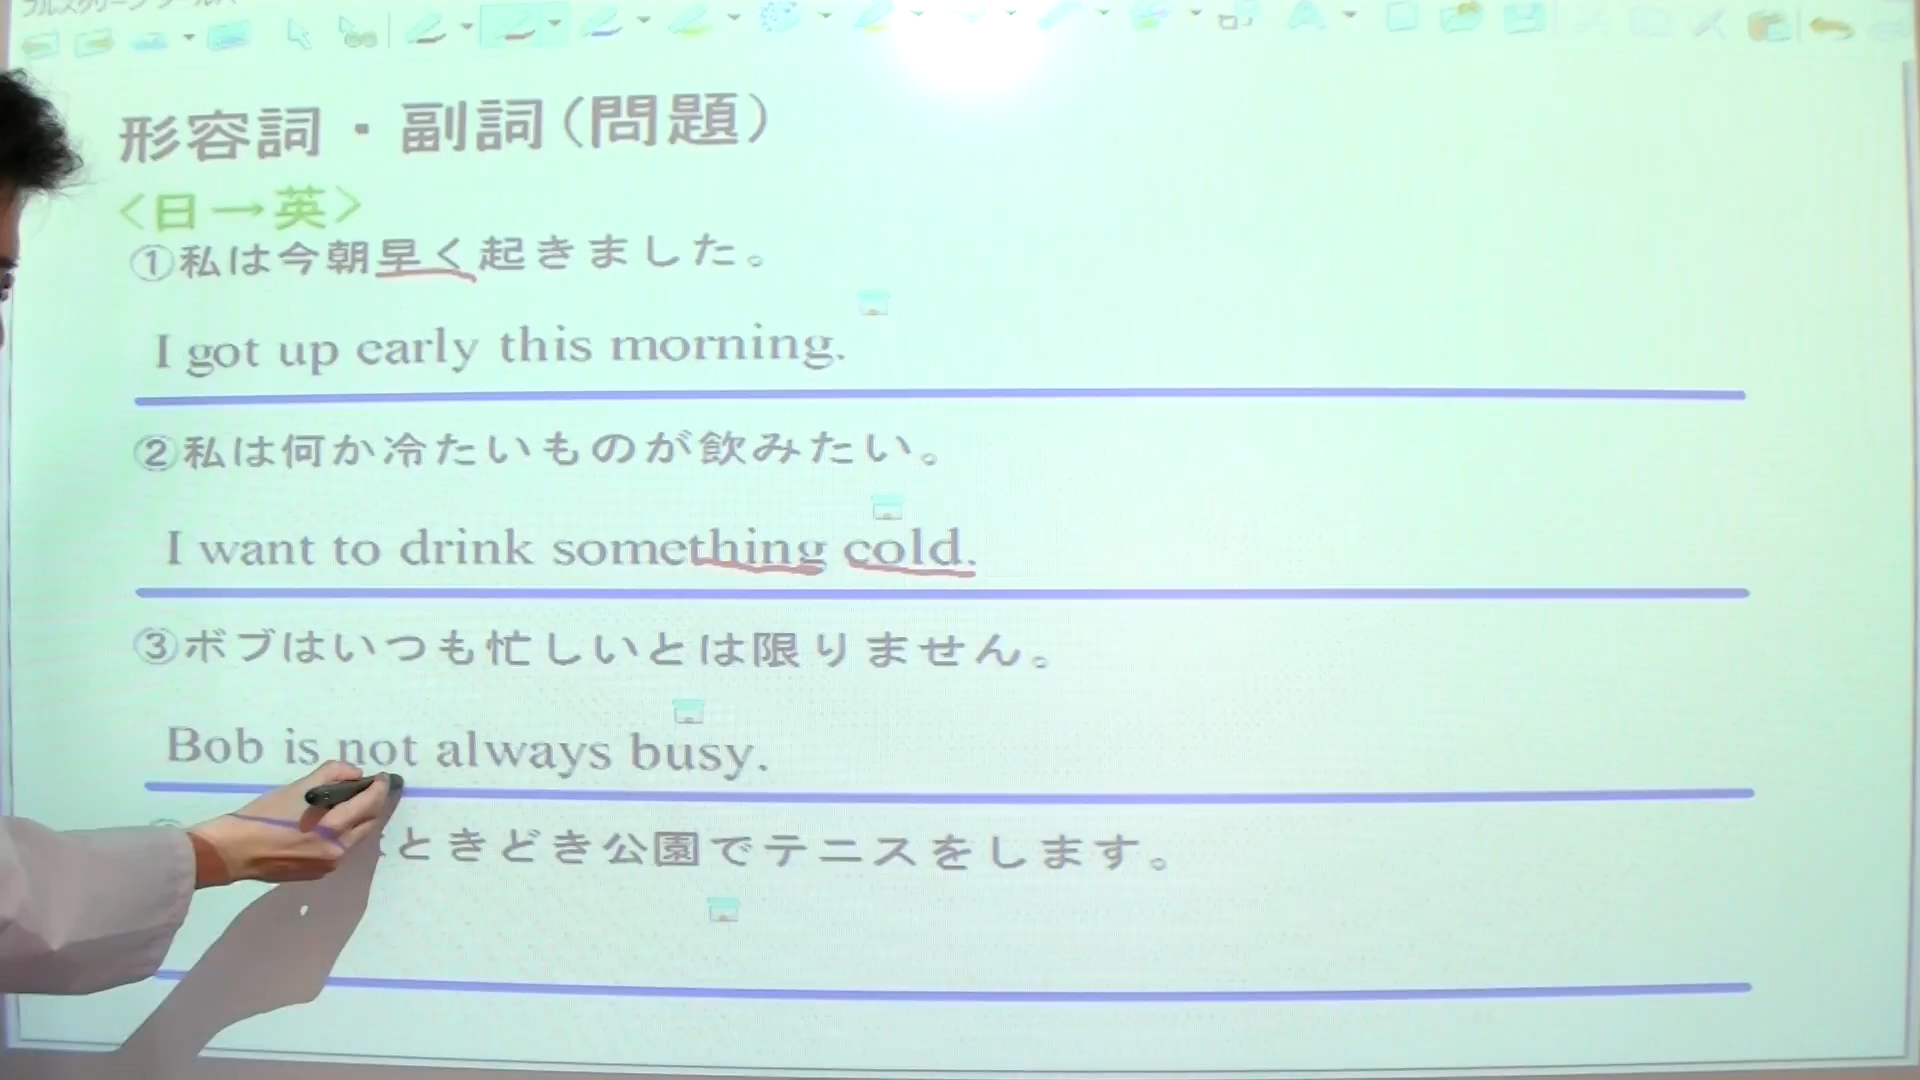 形容詞・副詞(問題)
<日→英>
①私は今朝早く起きました。
I got up early this morning.
②私は何か冷たいものが飲みたい。
I want to drink something cold.
③ボブはいつも忙しいとは限りません。
Bob is not always busy.
ときどき公園でテニスをします。